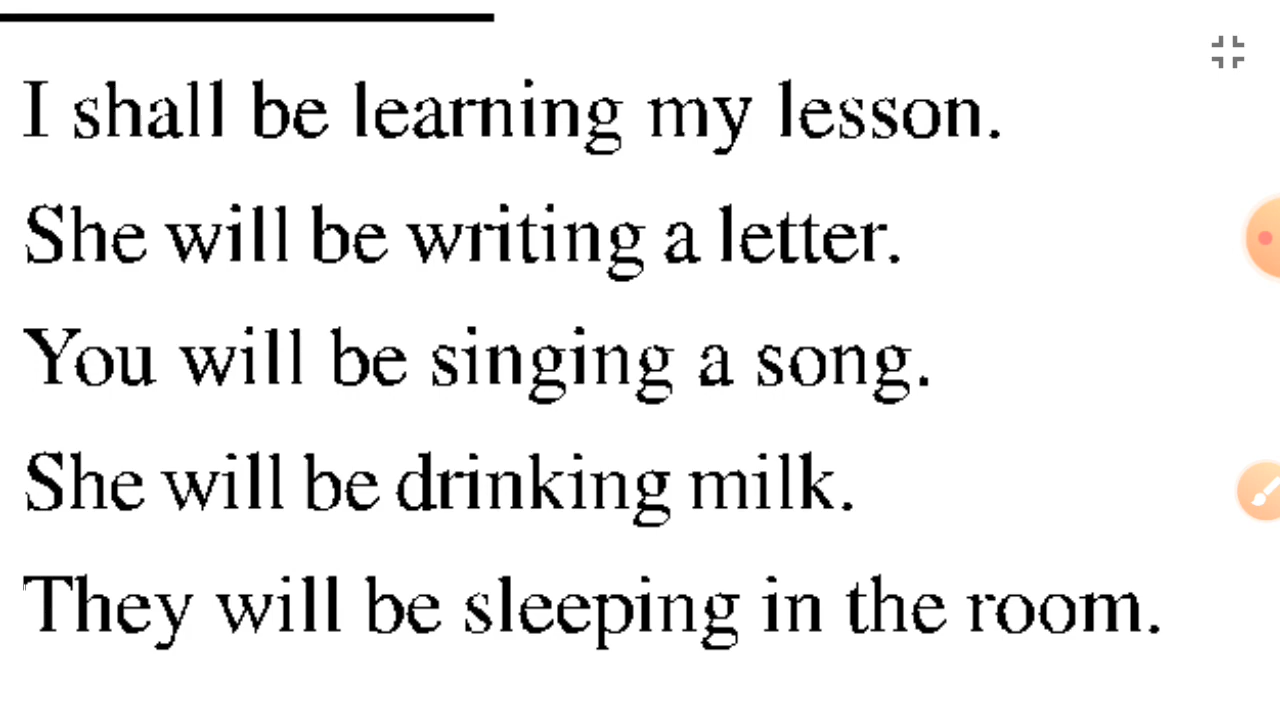 I shall be learning my lesson.
She will be writing a letter.
You will be singing a song.
She will be drinking milk.
They will be sleeping in the room.